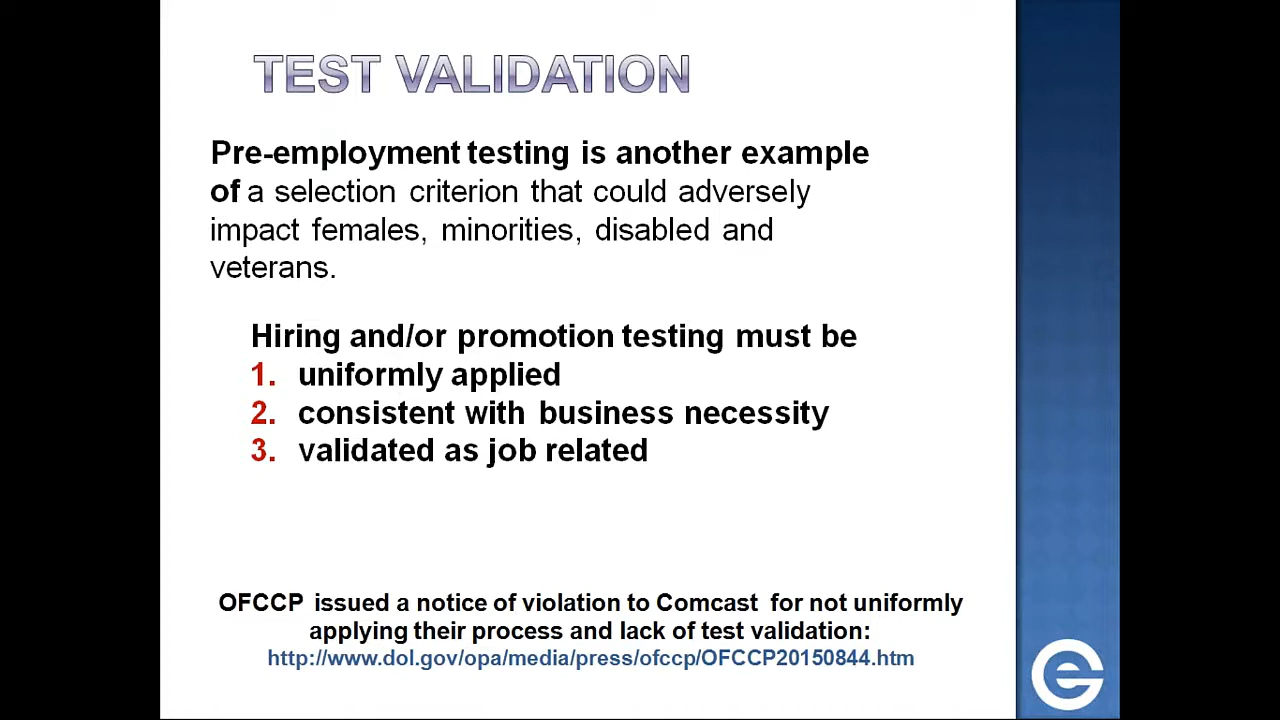 TEST VALIDATION
Pre-employment testing is another example
of a selection criterion that could adversely
impact females, minorities, disabled and
veterans.
Hiring and/or promotion testing must be
1. uniformly applied
2. consistent with business necessity
3. validated as job related
OFCCP issued a notice of violation to Comcast for not uniformly
applying their process and lack of test validation:
http://www.dol.gov/opa/media/press/ofccp/OFCCP20150844.htm